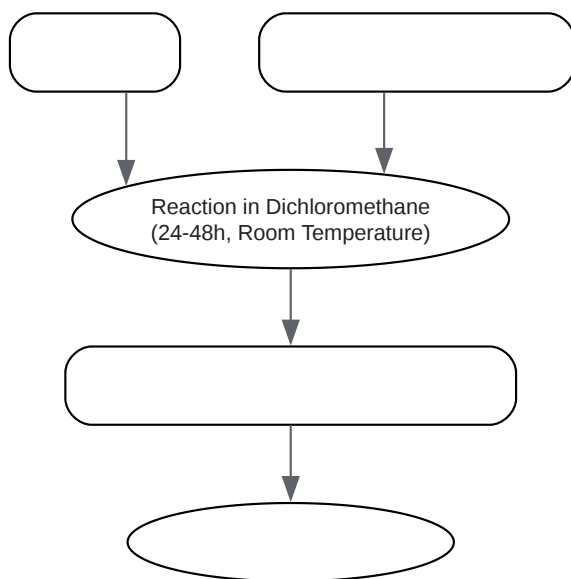 Reaction in Dichloromethane
(24-48h, Room Temperature)